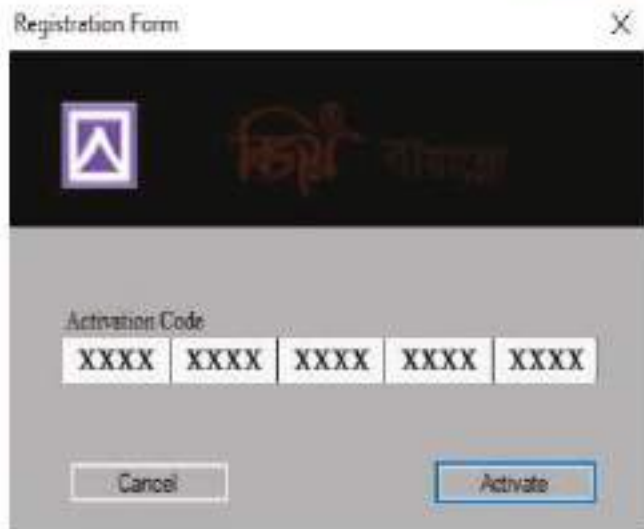 Registration Form
Activation Code
XXXX XXXX XXXX XXXX XXXX
Cancel
Activate